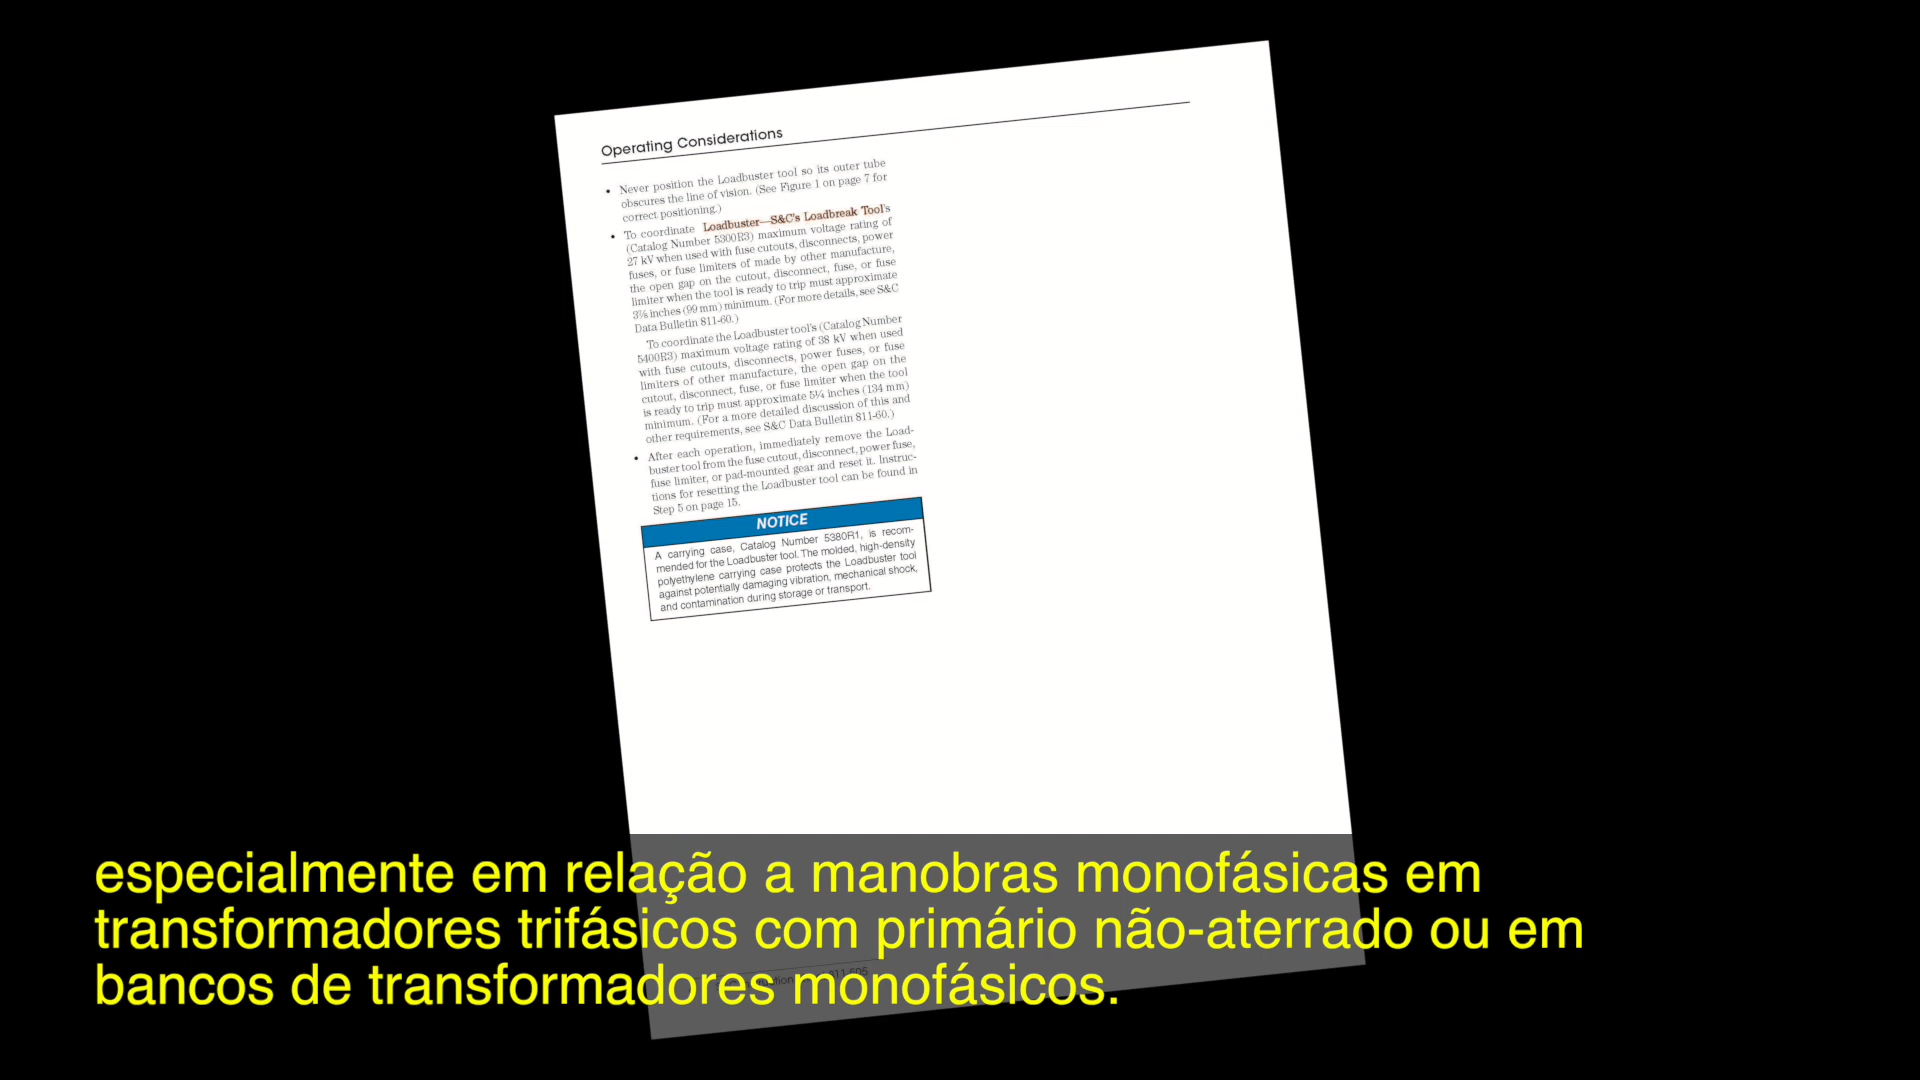 Operating Considerations
• Never position the Loadbuster tool so its outer tube
obscures the line of vision. (See Figure 1 on page 7 for
correct positioning.)
• To coordinate Loadbuster—S&C's Loadbreak Tool's
(Catalog Number 5300R3) maximum voltage rating of
27 kV when used with fuse cutouts, disconnects, power
fuses, or fuse limiters of made by other manufacture,
the open gap on the cutout, disconnect, fuse, or fuse
limiter when the tool is ready to trip must approximate
3⅞ inches (99 mm) minimum. (For more details, see S&C
Data Bulletin 811-60.)
To coordinate the Loadbuster tool's (Catalog Number
5400R3) maximum voltage rating of 38 kV when used
with fuse cutouts, disconnects, power fuses, or fuse
limiters of other manufacture, the open gap on the
cutout, disconnect, fuse, or fuse limiter when the tool
is ready to trip must approximate 5¼ inches (134 mm)
minimum. (For a more detailed discussion of this and
other requirements, see S&C Data Bulletin 811-60.)
• After each operation, immediately remove the Load-
buster tool from the fuse cutout, disconnect, power fuse,
fuse limiter, or pad-mounted gear and reset it. Instruc-
tions for resetting the Loadbuster tool can be found in
Step 5 on page 15.
NOTICE
A carrying case, Catalog Number 5380R1, is recom-
mended for the Loadbuster tool. The molded, high-density
polyethylene carrying case protects the Loadbuster tool
against potentially damaging vibration, mechanical shock,
and contamination during storage or transport.
especialmente em relação a manobras monofásicas em
transformadores trifásicos com primário não-aterrado ou em
bancos de transformadores monofásicos.